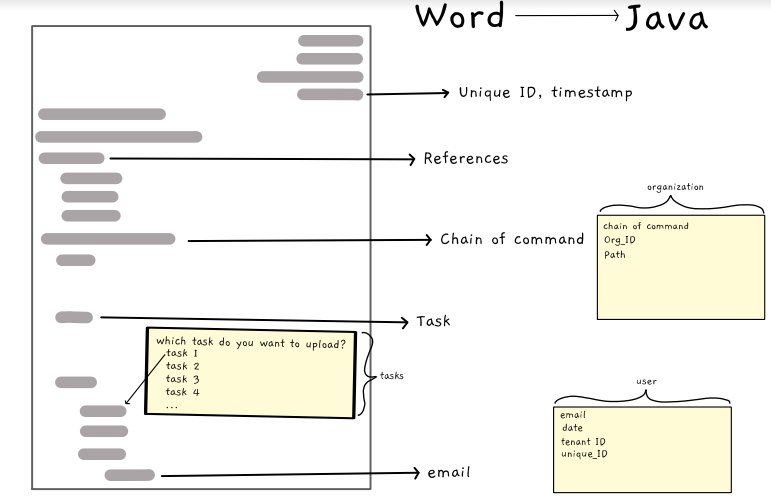 Word Java
Unique ID, timestamp
References
organization
chain of command
Org_ID
Path
Chain of command
Task
which task do you want to upload?
task 1
task 2
task 3
task 4
...
tasks
user
email
date
tenant ID
unique_ID
email